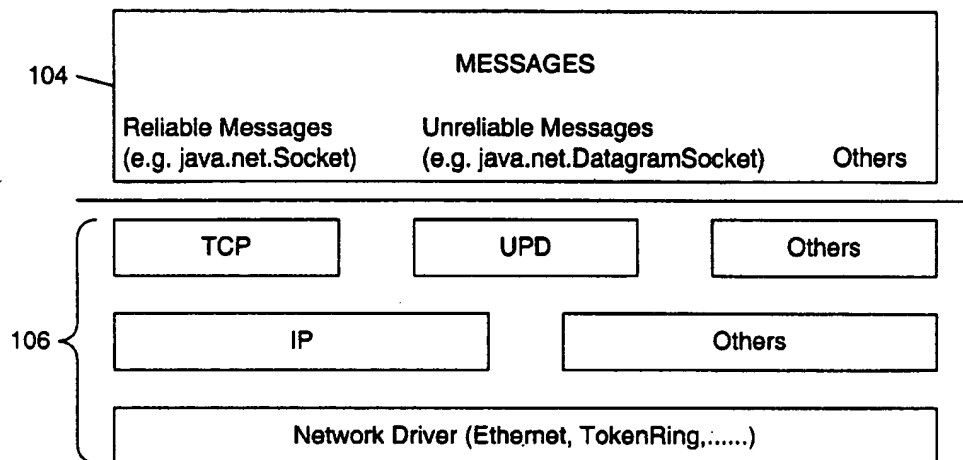 MESSAGES
104
Reliable Messages Unreliable Messages
(e.g. java.net.Socket) (e.g. java.net.DatagramSocket) Others
TCP UPD Others
106 IP Others
Network Driver (Ethernet, TokenRing,......)